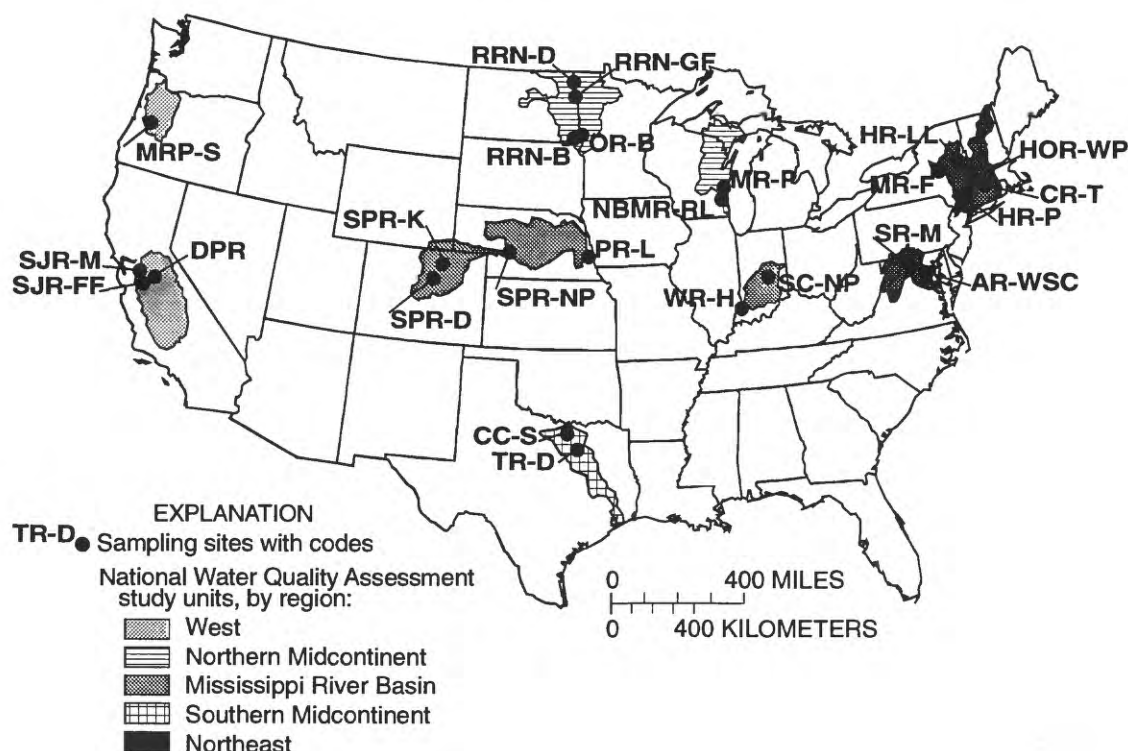 RRN-D
RRN-GF
MRP-S
RRN-B
OR-B
HR-LL
HOR-WP
MR-F
MR-P
CR-T
HR-P
NBMR-RL
SPR-K
PR-L
SR-M
SJR-M
DPR
SJR-FF
SPR-D
SPR-NP
WR-H
SC-NP
AR-WSC
CC-S
TR-D
EXPLANATION
TR-D Sampling sites with codes
National Water Quality Assessment
study units, by region:
West
Northern Midcontinent
Mississippi River Basin
Southern Midcontinent
Northeast
0 400 MILES
0 400 KILOMETERS